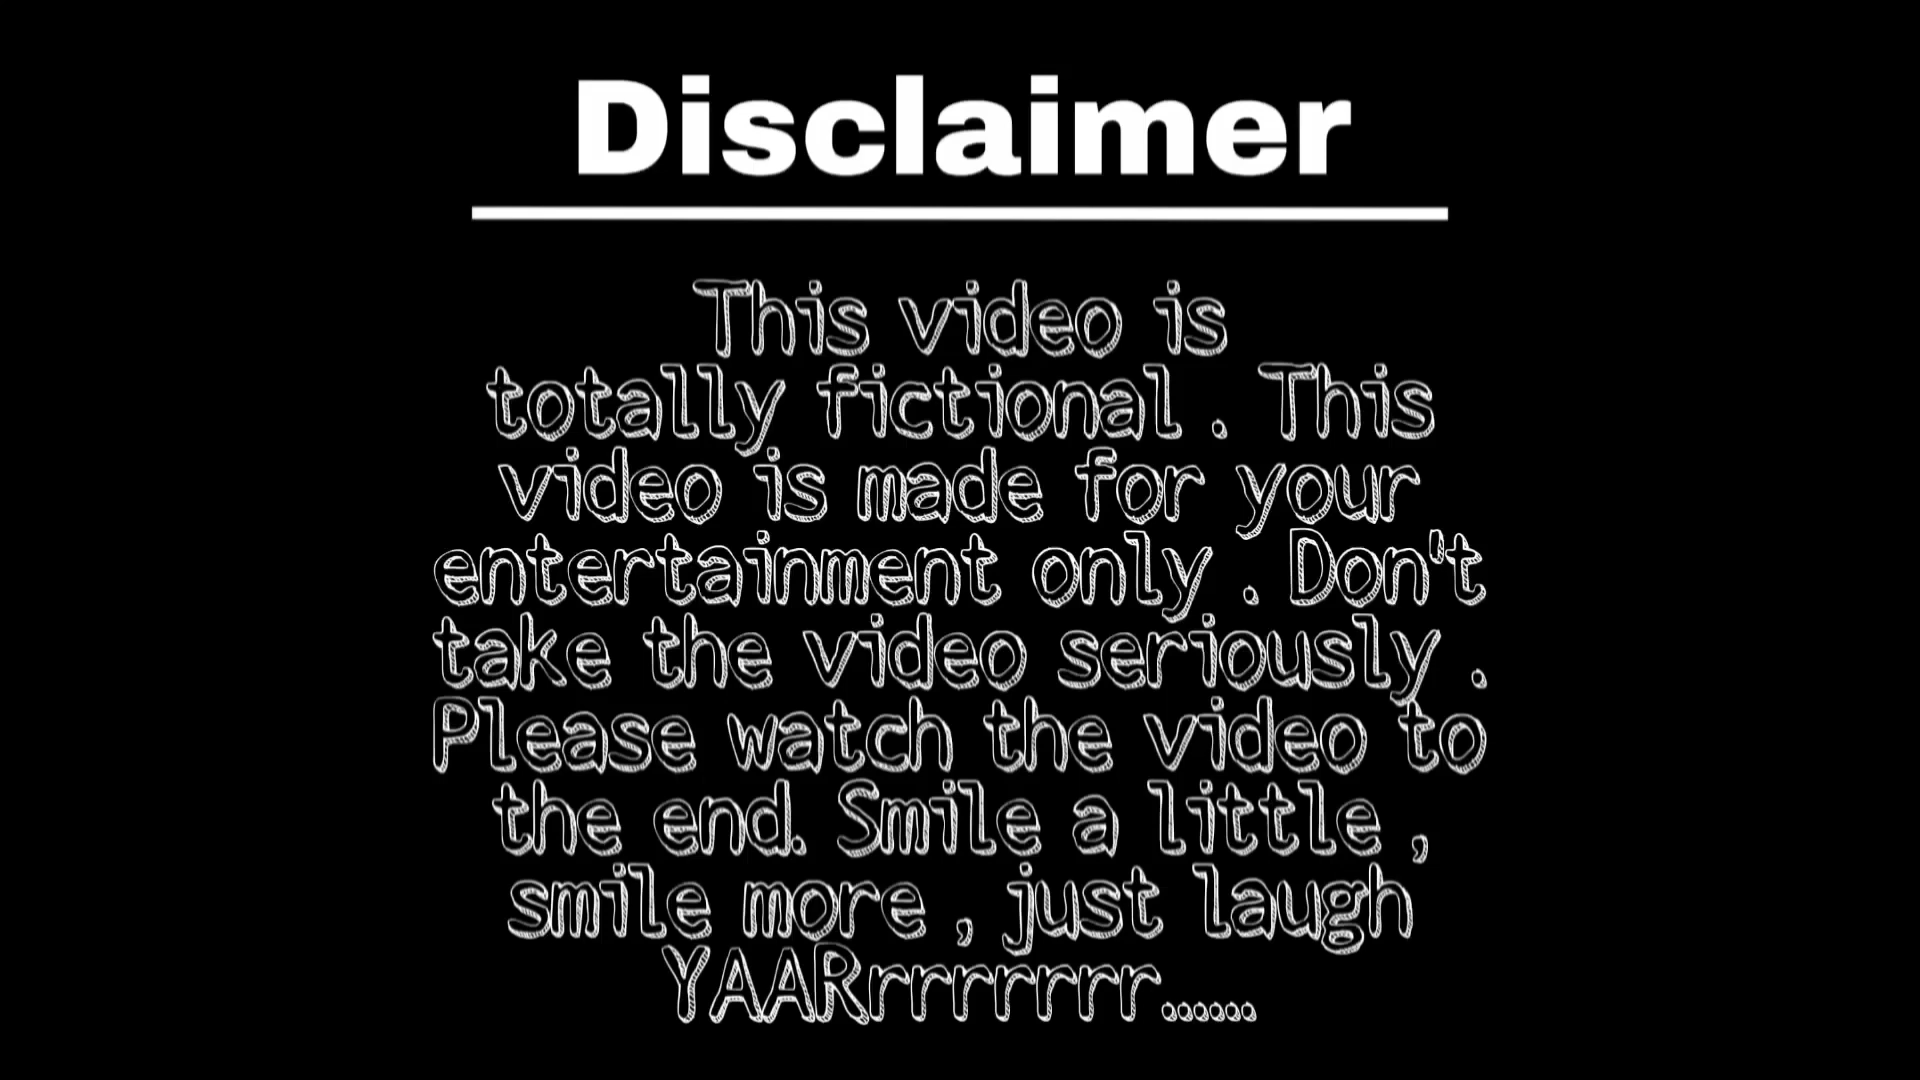 Disclaimer
This video is
totally fictional . This
video is made for your
entertainment only . Don't
take the video seriously .
Please watch the video to
the end. Smile a little ,
smile more , just laugh
YAARrrrrrrrr......